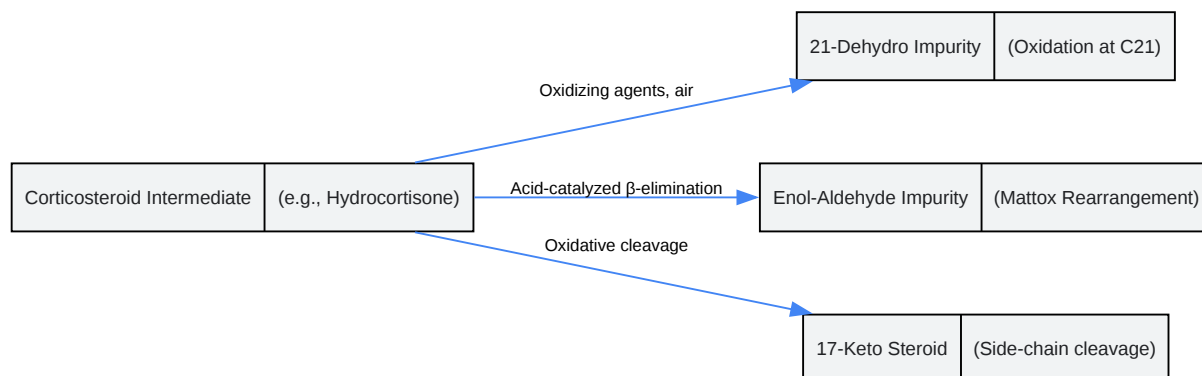 21-Dehydro Impurity
(Oxidation at C21)
Oxidizing agents, air
Corticosteroid Intermediate
(e.g., Hydrocortisone)
Acid-catalyzed β-elimination
Enol-Aldehyde Impurity
(Mattox Rearrangement)
Oxidative cleavage
17-Keto Steroid
(Side-chain cleavage)